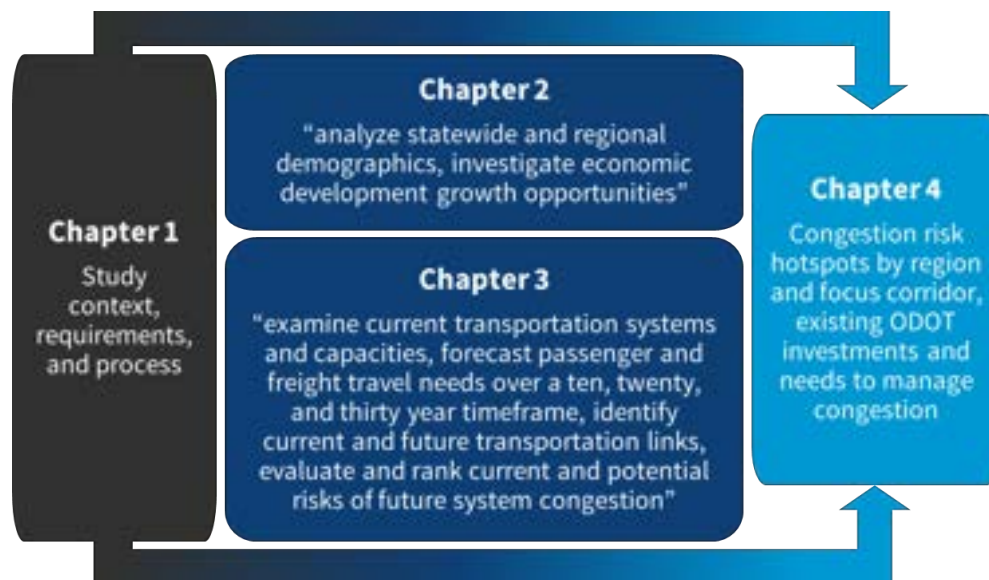 Chapter 1
Study
context,
requirements,
and process
Chapter 2
“analyze statewide and regional
demographics, investigate economic
development growth opportunities”
Chapter 3
“examine current transportation systems
and capacities, forecast passenger and
freight travel needs over a ten, twenty,
and thirty year timeframe, identify
current and future transportation links,
evaluate and rank current and potential
risks of future system congestion”
Chapter 4
Congestion risk
hotspots by region
and focus corridor,
existing ODOT
investments and
needs to manage
congestion